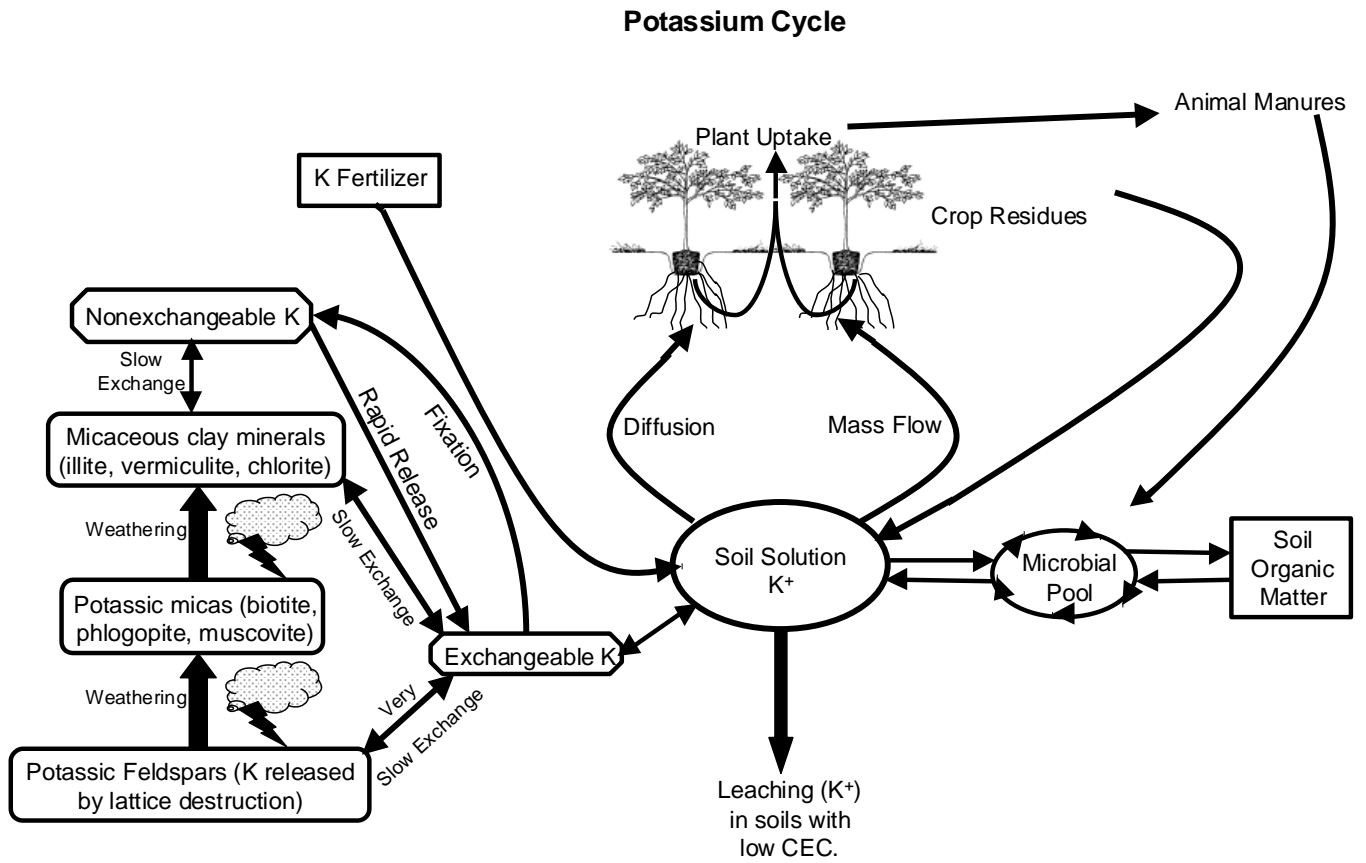 Potassium Cycle
Animal Manures
Plant Uptake
K Fertilizer
Crop Residues
Nonexchangeable K
Slow
Exchange
Rapid Release
Fixation
Diffusion
Mass Flow
Micaceous clay minerals
(illite, vermiculite, chlorite)
Weathering
Slow Exchange
Soil Solution
K+
Microbial
Pool
Soil
Organic
Matter
Potassic micas (biotite,
phlogopite, muscovite)
Exchangeable K
Weathering
Very
Slow Exchange
Potassic Feldspars (K released
by lattice destruction)
Leaching (K+)
in soils with
low CEC.